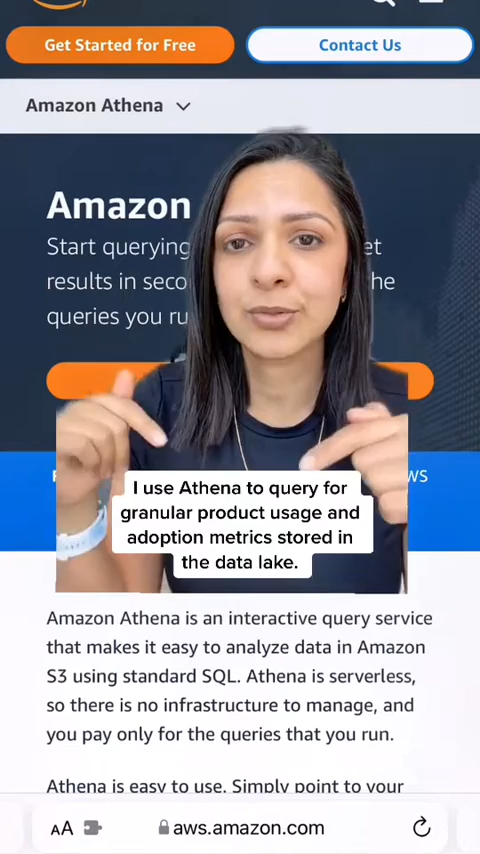 Get Started for Free
Contact Us
Amazon Athena
Amazon
Start querying
results in seco
he
queries you ru
I use Athena to query for
granular product usage and
adoption metrics stored in
the data lake.
Amazon Athena is an interactive query service
that makes it easy to analyze data in Amazon
S3 using standard SQL. Athena is serverless,
so there is no infrastructure to manage, and
you pay only for the queries that you run.
Athena is easy to use. Simply point to your
AA
aws.amazon.com